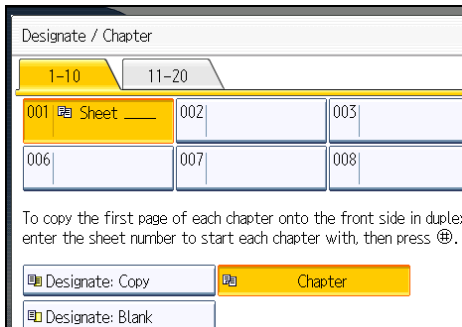 Designate / Chapter
1-10 11-20
001 Sheet ____ 002 003
006 007 008
To copy the first page of each chapter onto the front side in
enter the sheet number to start each chapter with, then press ⊕.
Designate: Copy Chapter
Designate: Blank